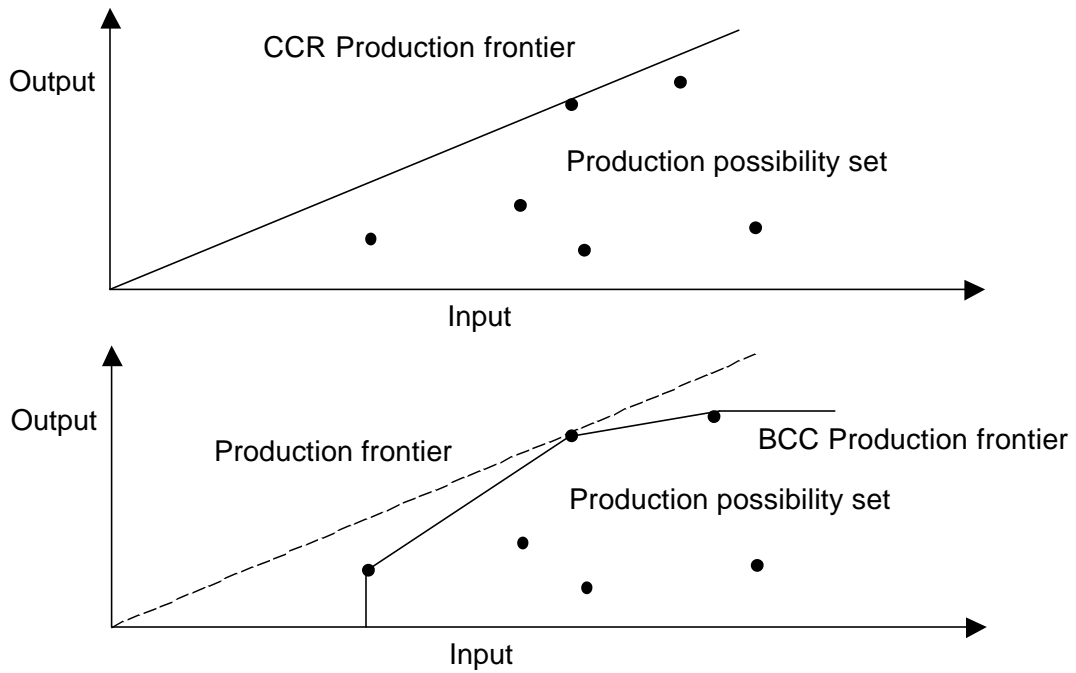 CCR Production frontier
Output
Production possibility set
Input
Output
Production frontier
BCC Production frontier
Production possibility set
Input